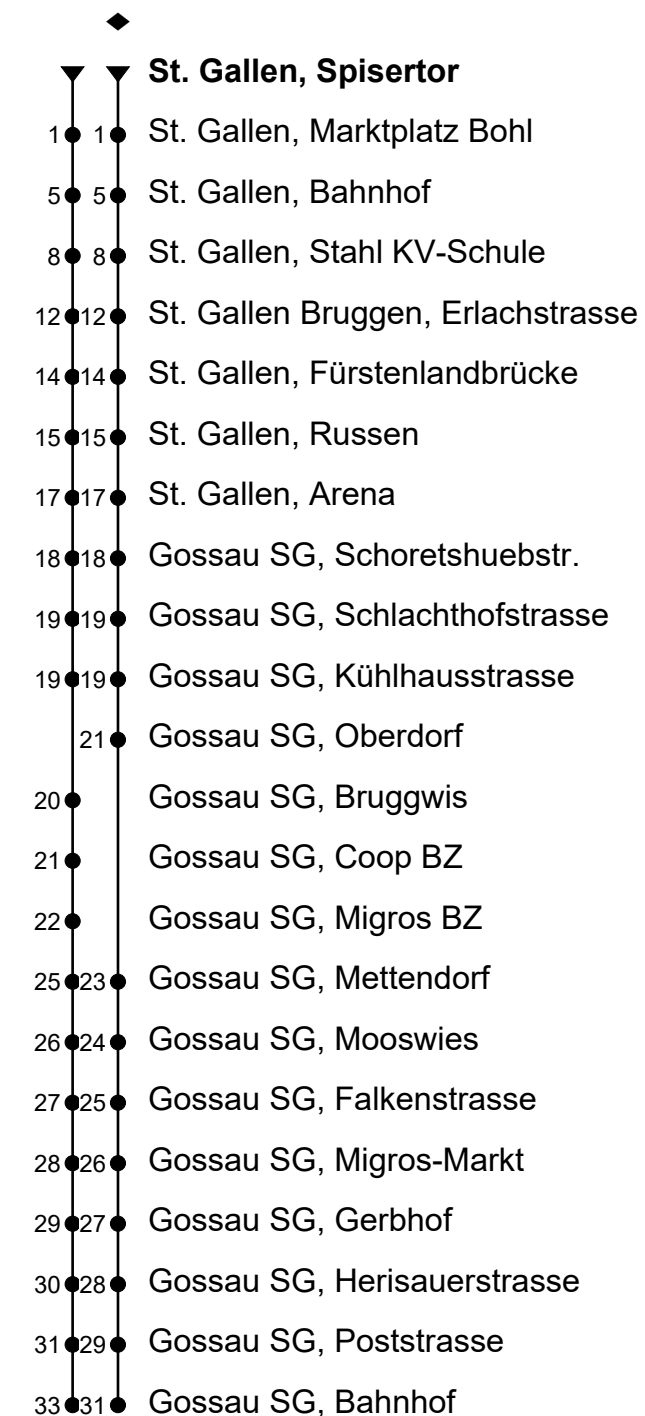 St. Gallen, Spisertor
1 1 St. Gallen, Marktplatz Bohl
5 5 St. Gallen, Bahnhof
8 8 St. Gallen, Stahl KV-Schule
12 12 St. Gallen Bruggen, Erlachstrasse
14 14 St. Gallen, Fürstenlandbrücke
15 15 St. Gallen, Russen
17 17 St. Gallen, Arena
18 18 Gossau SG, Schoretshuebstr.
19 19 Gossau SG, Schlachthofstrasse
19 19 Gossau SG, Kühlhausstrasse
21 Gossau SG, Oberdorf
20 Gossau SG, Bruggwis
21 Gossau SG, Coop BZ
22 Gossau SG, Migros BZ
25 23 Gossau SG, Mettendorf
26 24 Gossau SG, Mooswies
27 25 Gossau SG, Falkenstrasse
28 26 Gossau SG, Migros-Markt
29 27 Gossau SG, Gerbhof
30 28 Gossau SG, Herisauerstrasse
31 29 Gossau SG, Poststrasse
33 31 Gossau SG, Bahnhof